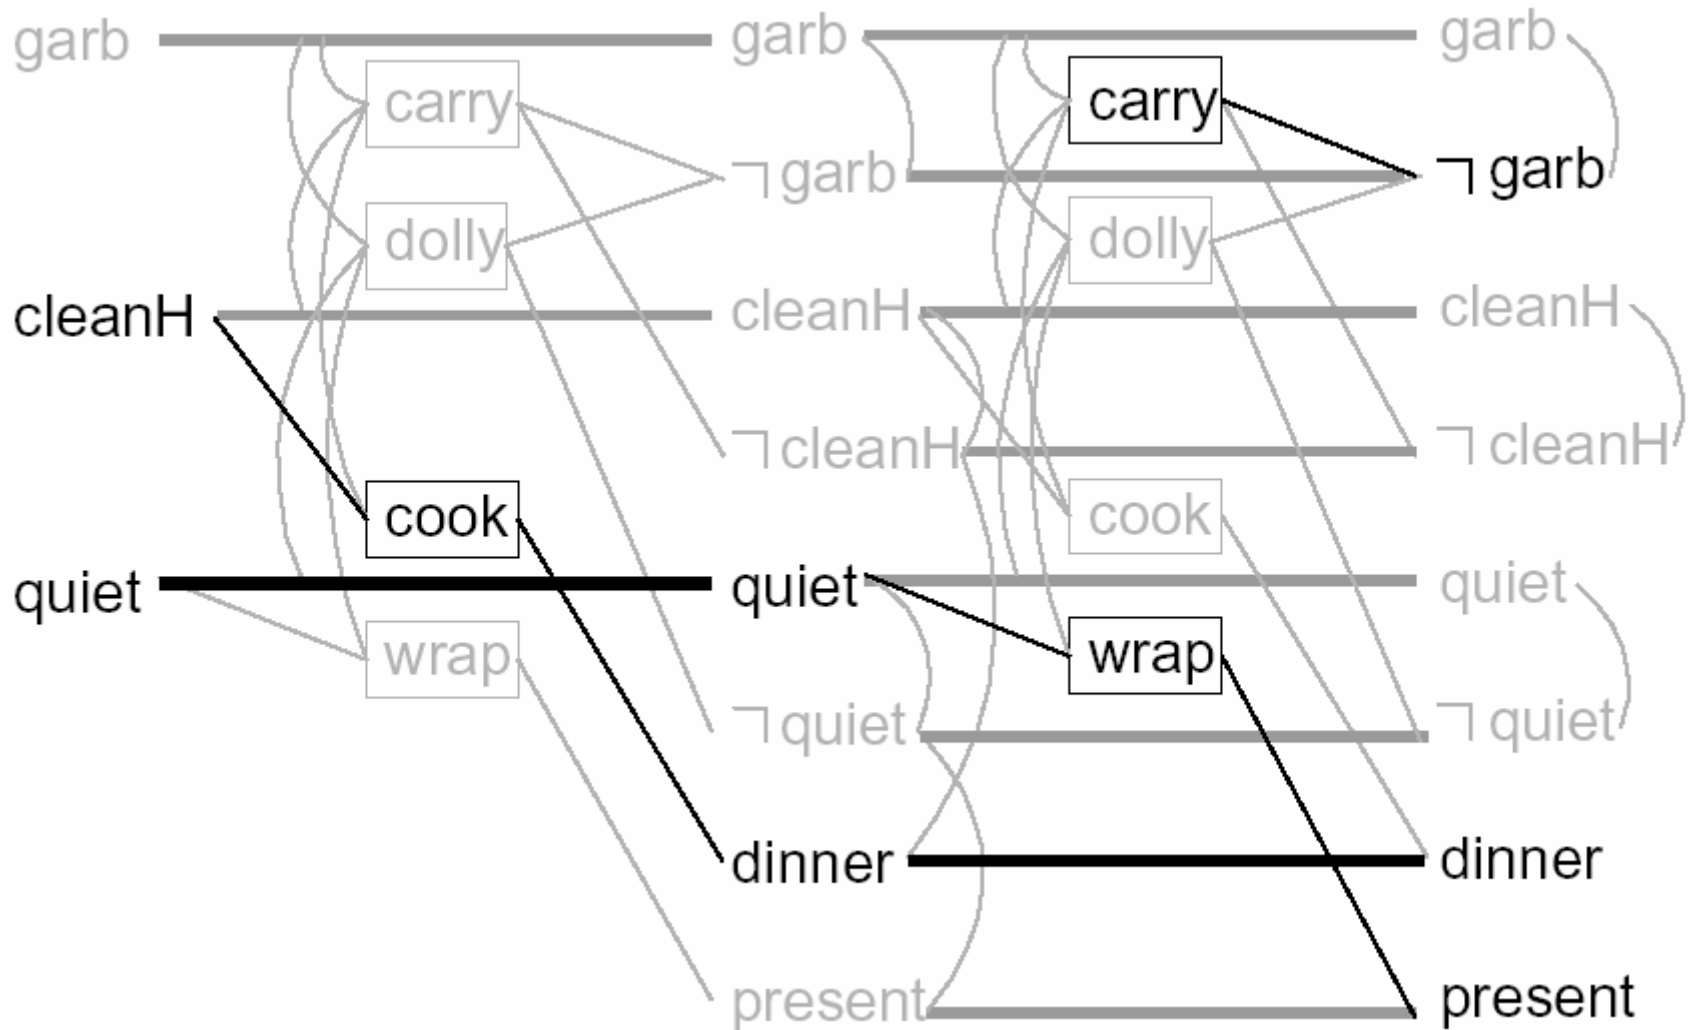 garb garb garb
carry carry
¬ garb ¬ garb
dolly dolly
cleanH cleanH cleanH
¬ cleanH ¬ cleanH
cook cook
quiet quiet quiet
wrap wrap
¬ quiet ¬ quiet
dinner dinner
present present